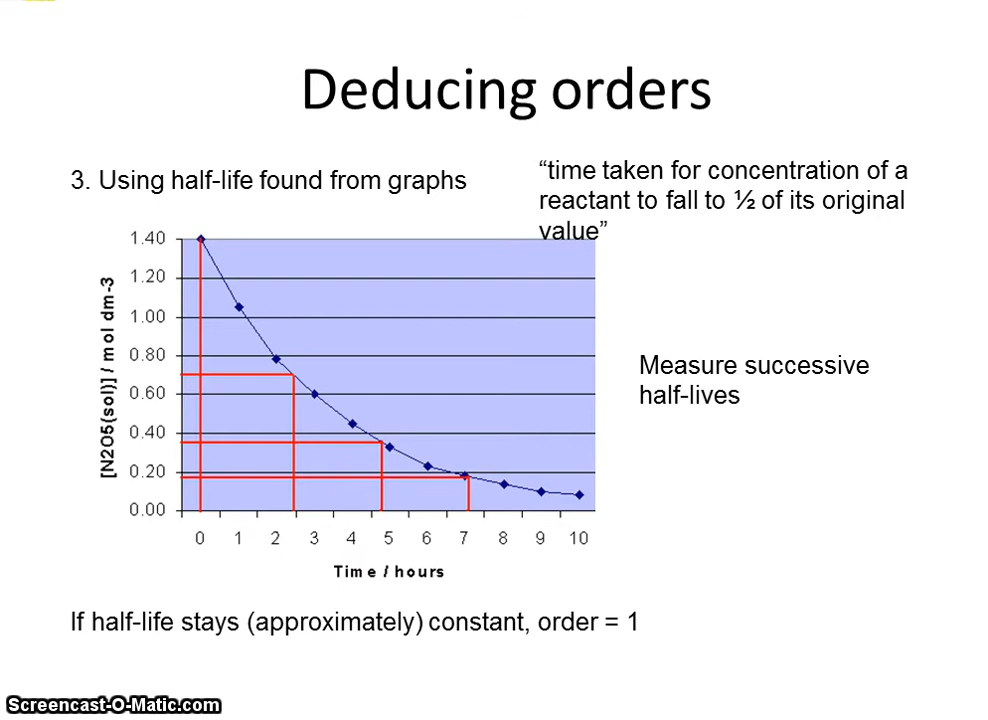 Deducing orders
3. Using half-life found from graphs
“time taken for concentration of a
reactant to fall to ½ of its original
value”
1.40
1.20
1.00
0.80
0.60
0.40
0.20
0.00
[N2O5(sol)] / mol dm-3
0 1 2 3 4 5 6 7 8 9 10
Time / hours
Measure successive
half-lives
If half-life stays (approximately) constant, order = 1
Screencast-O-Matic.com